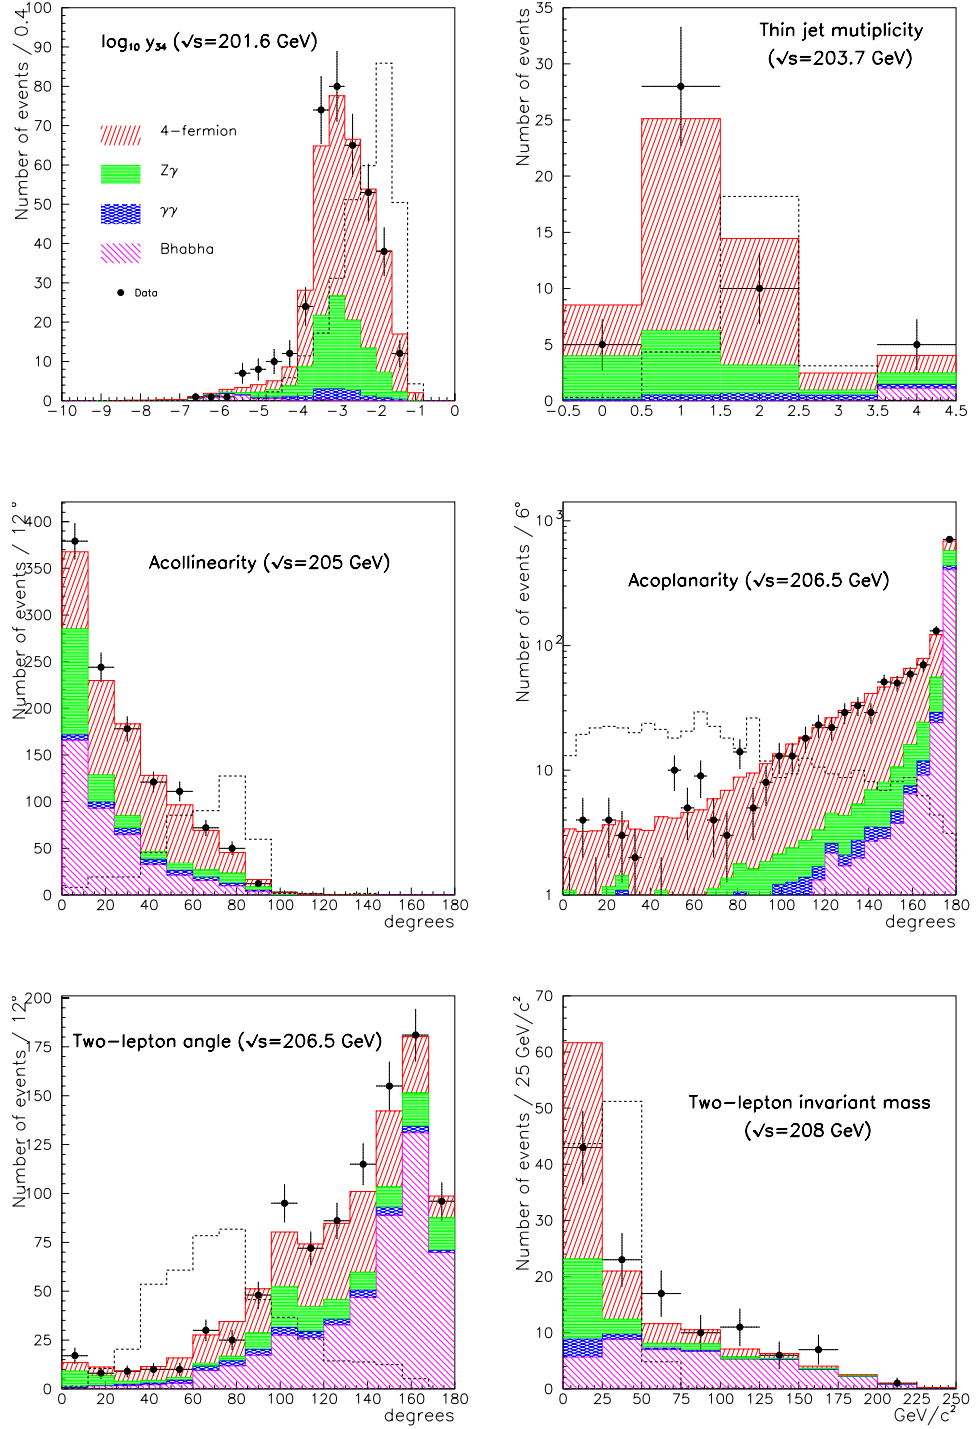 Number of events / 0.4
log₁₀ y₃₄ (√s=201.6 GeV)
4-fermion
Zγ
γγ
Bhabha
Data
0 10 20 30 40 50 60 70 80 90 100
-10 -9 -8 -7 -6 -5 -4 -3 -2 -1 0
Number of events
Thin jet mutiplicity
(√s=203.7 GeV)
0 5 10 15 20 25 30 35
-0.5 0 0.5 1 1.5 2 2.5 3 3.5 4 4.5
Number of events / 12°
Acollinearity (√s=205 GeV)
0 50 100 150 200 250 300 350 400
0 20 40 60 80 100 120 140 160 180
degrees
Number of events / 6°
Acoplanarity (√s=206.5 GeV)
1 10 10² 10³
0 20 40 60 80 100 120 140 160 180
degrees
Number of events / 12°
Two-lepton angle (√s=206.5 GeV)
0 25 50 75 100 125 150 175 200
0 20 40 60 80 100 120 140 160 180
degrees
Number of events / 25 GeV/c²
Two-lepton invariant mass
(√s=208 GeV)
0 10 20 30 40 50 60 70
0 25 50 75 100 125 150 175 200 225 250
GeV/c²